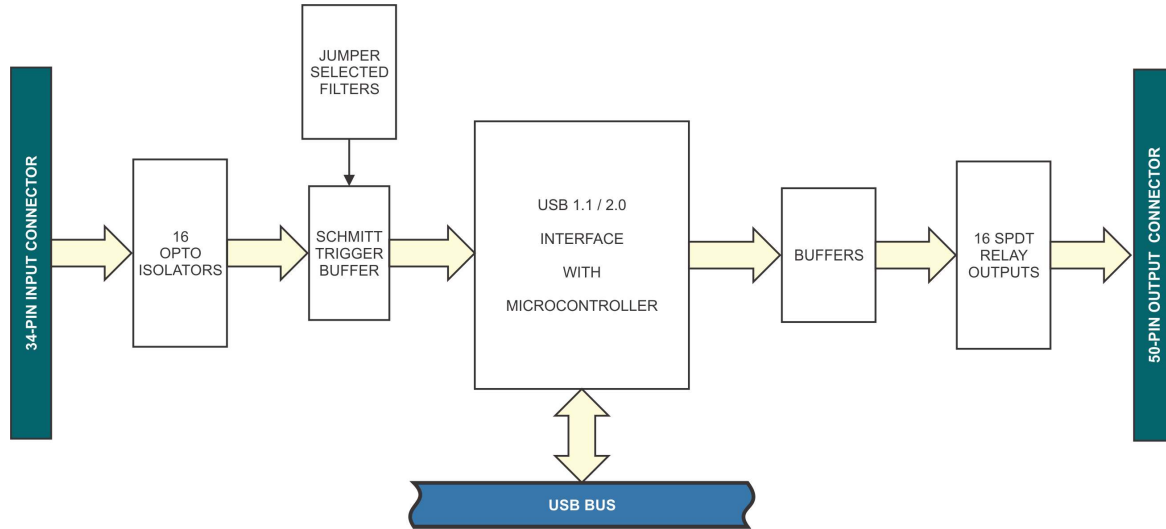 34-PIN INPUT CONNECTOR
16
OPTO
ISOLATORS
JUMPER
SELECTED
FILTERS
SCHMITT
TRIGGER
BUFFER
USB 1.1 / 2.0
INTERFACE
WITH
MICROCONTROLLER
BUFFERS
16 SPDT
RELAY
OUTPUTS
50-PIN OUTPUT CONNECTOR
USB BUS